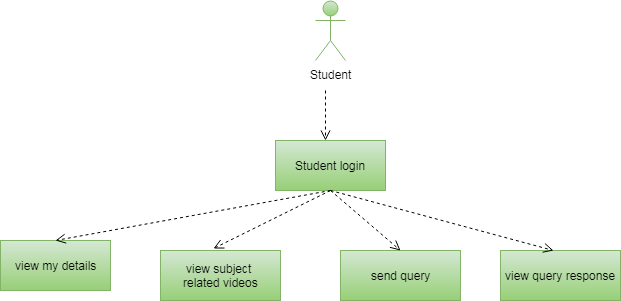 Student
Student login
view my details
view subject
related videos
send query
view query response